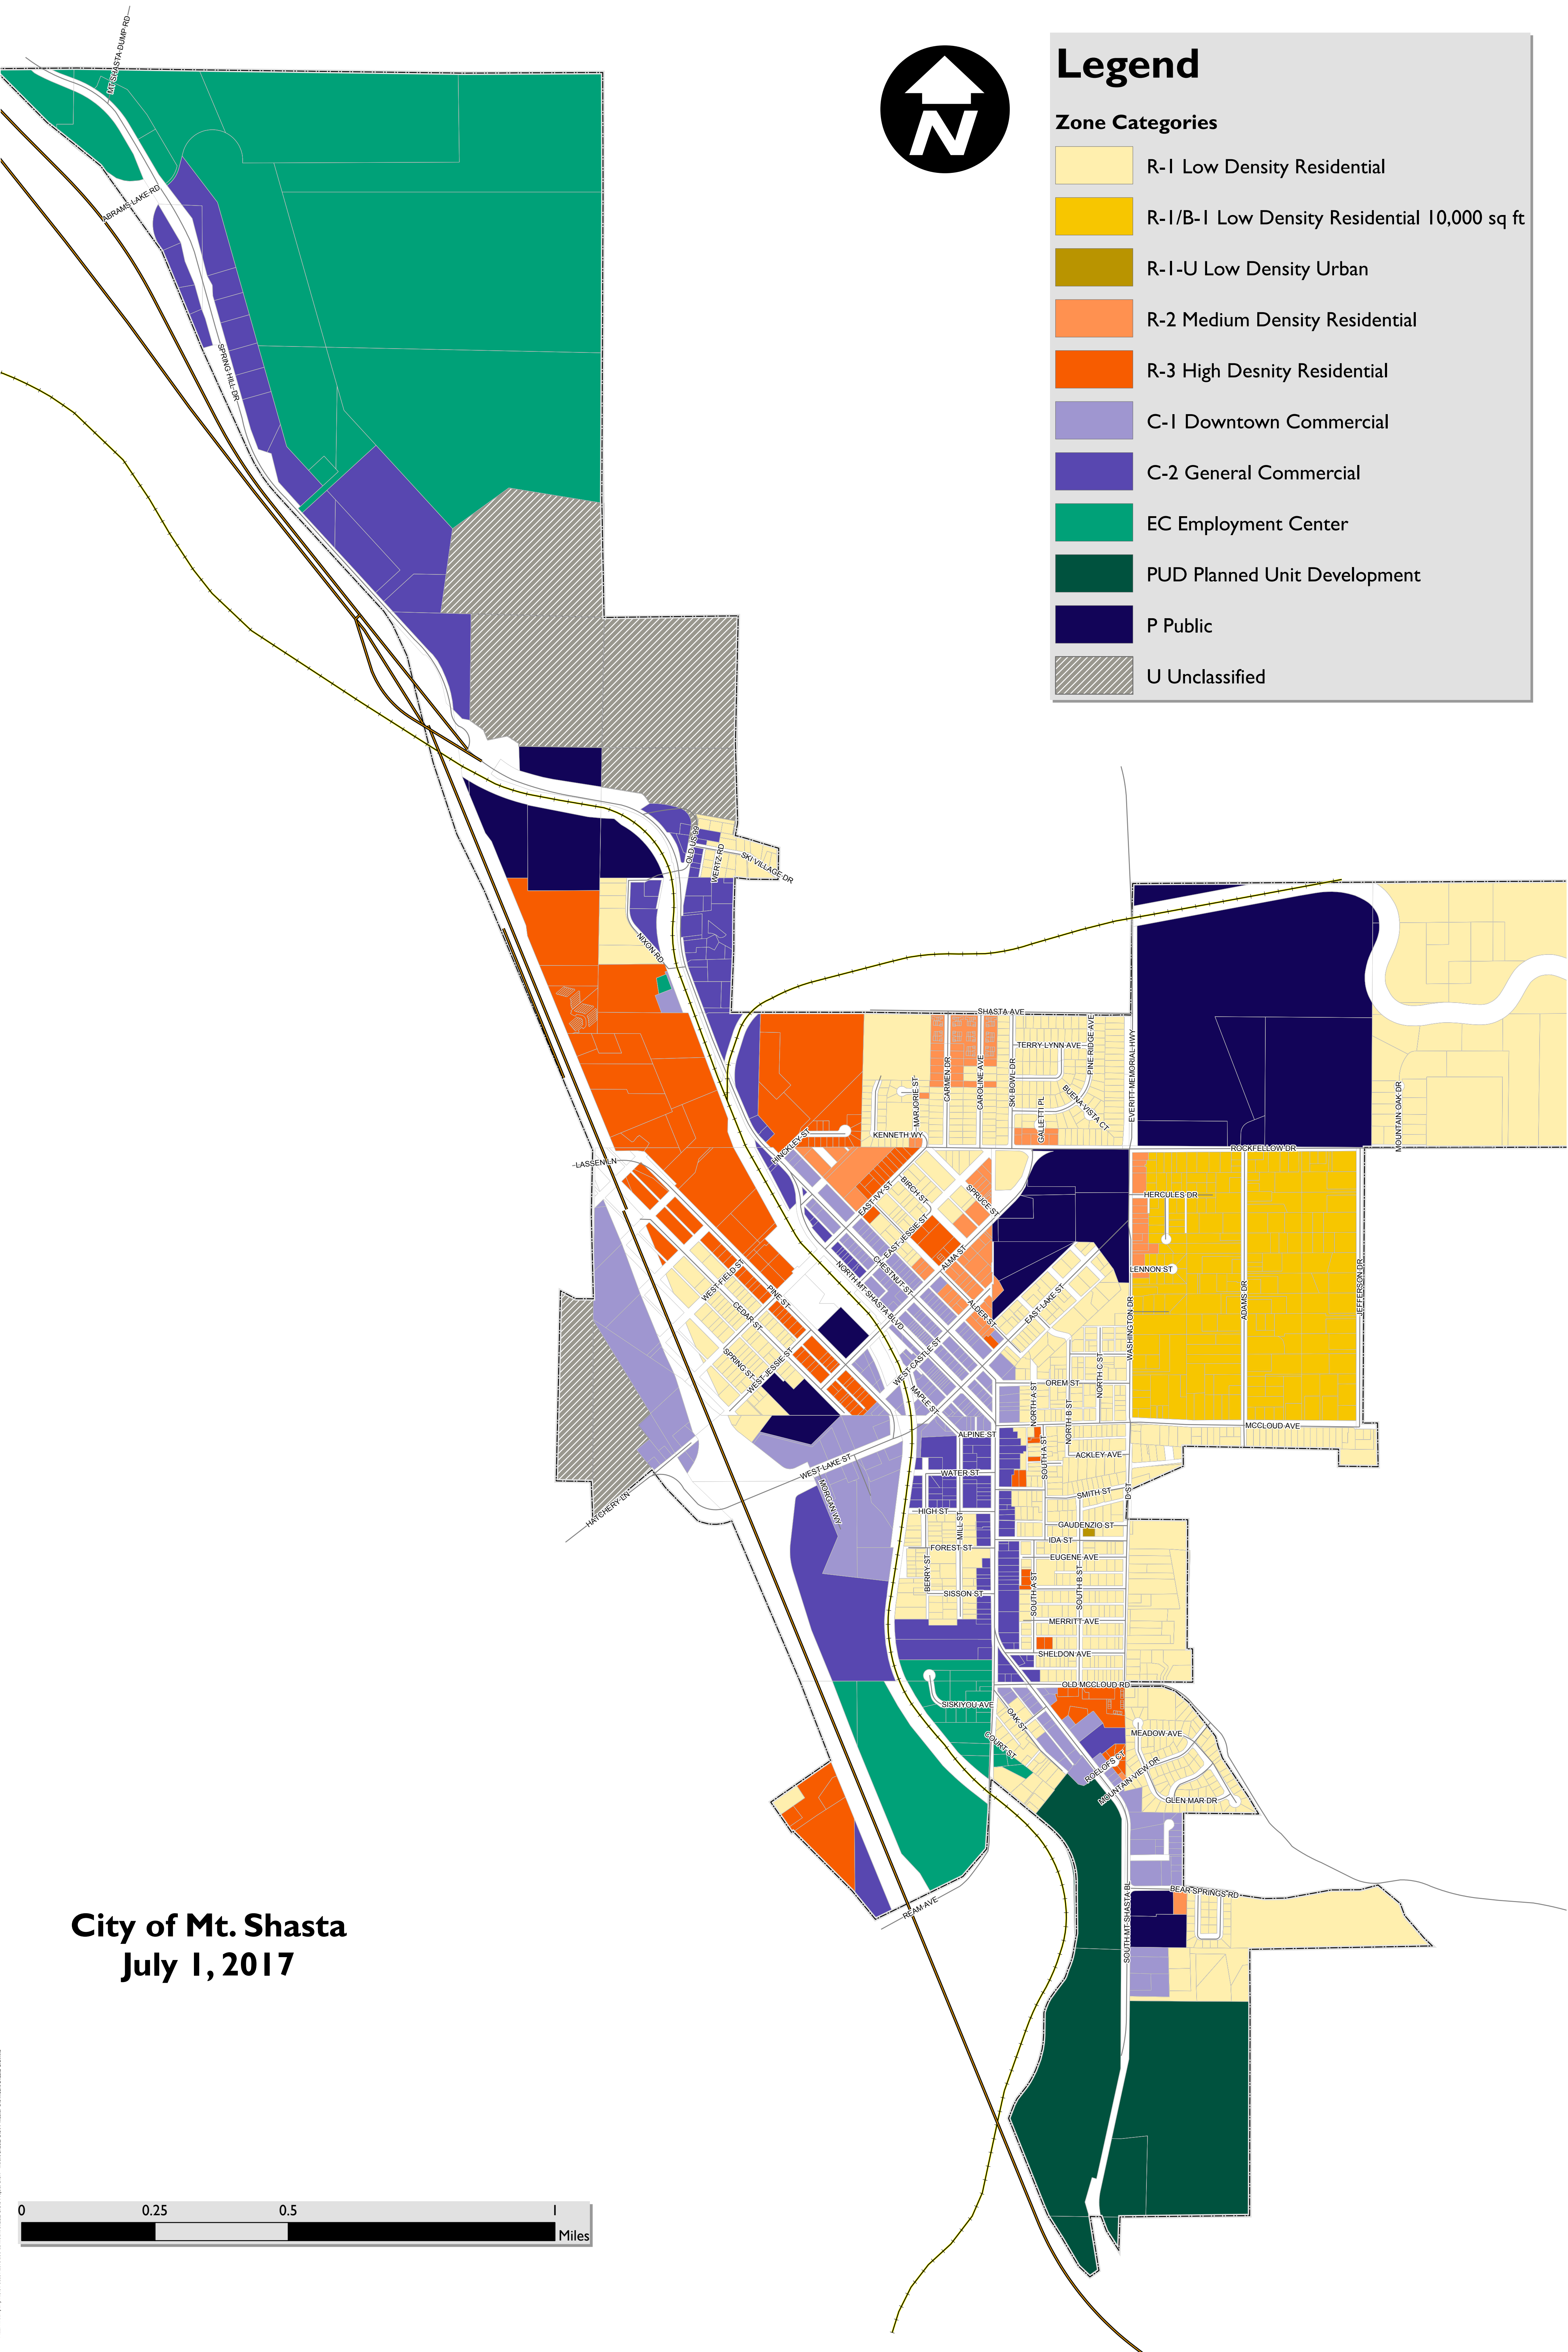 Legend
Zone Categories
R-1 Low Density Residential
R-1/B-1 Low Density Residential 10,000 sq ft
R-1-U Low Density Urban
R-2 Medium Density Residential
R-3 High Desnity Residential
C-1 Downtown Commercial
C-2 General Commercial
EC Employment Center
PUD Planned Unit Development
P Public
U Unclassified
N
MT SHASTA DUMP RD
ABRAMS LAKE RD
SPRING HILL DR
OLD US 99
WERTZ RD
SKI VILLAGE DR
NIXON RD
SHASTA AVE
TERRY LYNN AVE
PINE RIDGE AVE
CARMEN DR
CAROLINE AVE
SKI BOWL DR
MARJORIE ST
BUENA VISTA CT
GALLETTI PL
EVERITT MEMORIAL HWY
MOUNTAIN OAK DR
KENNETH WY
HINCKLEY ST
ROCKFELLOW DR
LASSEN LN
EAST IVY ST
BIRCH ST
SPRUCE ST
HERCULES DR
EAST JESSIE ST
CHESTNUT ST
ALMA ST
LENNON ST
WEST FIELD ST
PINE ST
NORTH MT SHASTA BLVD
ALDER ST
EAST LAKE ST
ADAMS DR
JEFFERSON DR
WASHINGTON DR
CEDAR ST
SPRING ST
WEST JESSIE ST
WEST CASTLE ST
MAPLE ST
OREM ST
NORTH A ST
NORTH B ST
NORTH C ST
MCCLOUD AVE
ALPINE ST
SOUTH A ST
ACKLEY AVE
WEST LAKE ST
WATER ST
MORGAN WY
SMITH ST
D ST
HATCHERY LN
HIGH ST
MILL ST
GAUDENZIO ST
IDA ST
FOREST ST
EUGENE AVE
BERRY ST
SISSON ST
SOUTH A ST
SOUTH B ST
MERRITT AVE
SHELDON AVE
OLD MCCLOUD RD
SISKIYOU AVE
OAK ST
COURT ST
MEADOW AVE
ROELOFS CT
MOUNTAIN VIEW DR
GLEN MAR DR
BEAR SPRINGS RD
REAM AVE
SOUTH MT SHASTA BL
City of Mt. Shasta
July 1, 2017
0 0.25 0.5 1
Miles